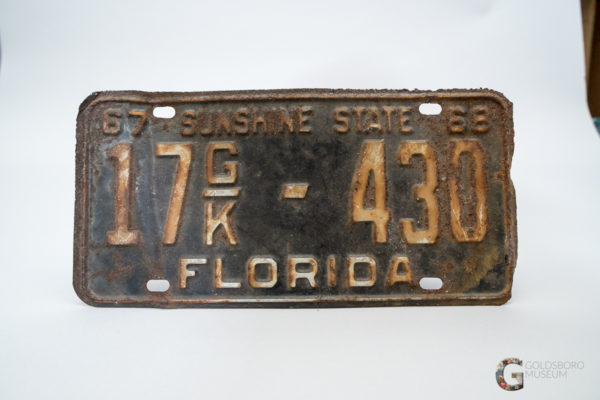 67 SUNSHINE STATE 68
17 G/K - 430
FLORIDA
G GOLDSBORO
MUSEUM